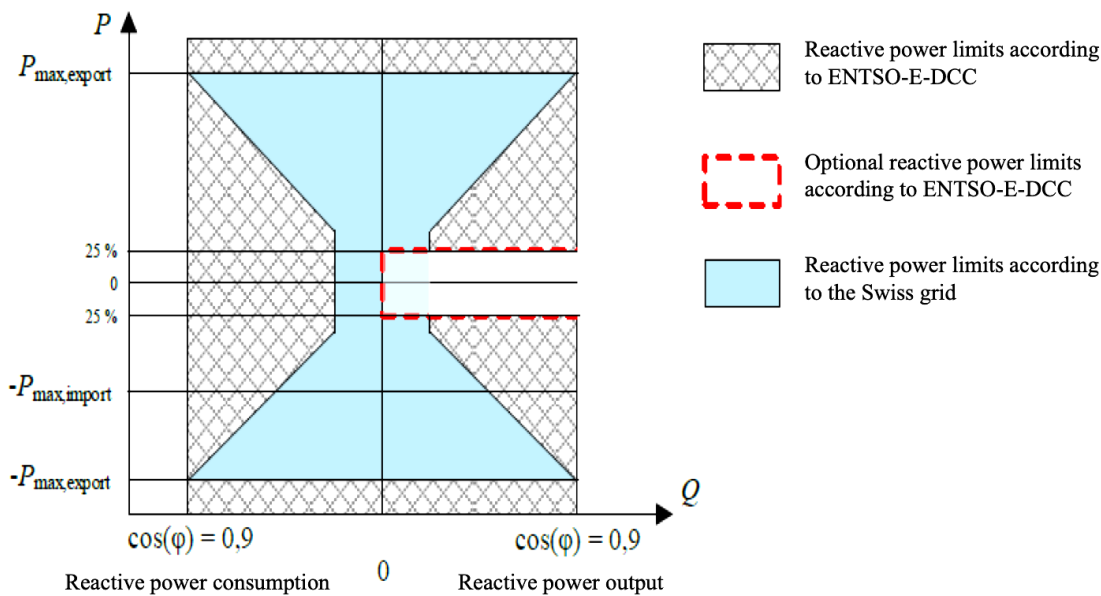 P
Pmax,export
25 %
0
25 %
-Pmax,import
-Pmax,export
Q
cos(φ) = 0,9
cos(φ) = 0,9
0
Reactive power consumption
Reactive power output
Reactive power limits according
to ENTSO-E-DCC
Optional reactive power limits
according to ENTSO-E-DCC
Reactive power limits according
to the Swiss grid